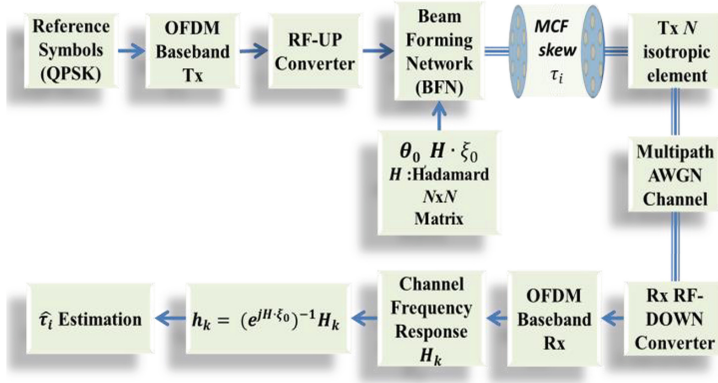 Reference
Symbols
(QPSK)
OFDM
Baseband
Tx
RF-UP
Converter
Beam
Forming
Network
(BFN)
MCF
skew
τᵢ
Tx N
isotropic
element
θ₀ H · ξ₀
H :Hadamard
NxN
Matrix
Multipath
AWGN
Channel
τ̂ᵢ Estimation
hₖ = (e^{jH·ξ₀})⁻¹Hₖ
Channel
Frequency
Response
Hₖ
OFDM
Baseband
Rx
Rx RF-
DOWN
Converter